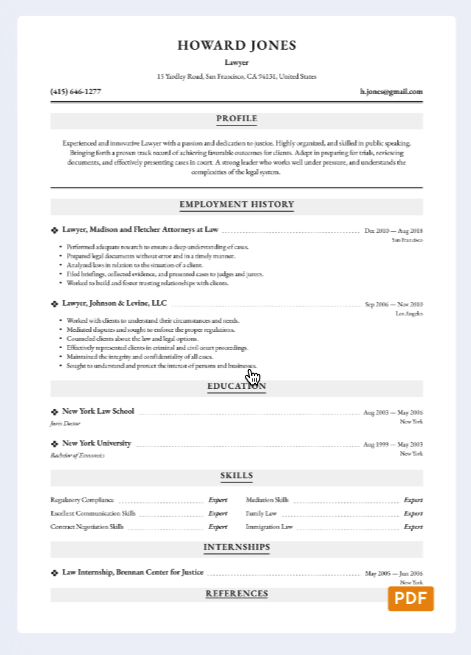 HOWARD JONES
Lawyer
15 Yardley Road, San Francisco, CA 94131, United States
(415) 646-1277
h.jones@gmail.com
PROFILE
Experienced and innovative Lawyer with a passion and dedication to justice. Highly organized, and skilled in public speaking.
Bringing forth a proven track record of achieving favorable outcomes for clients. Adept in preparing for trials, reviewing
documents, and effectively presenting cases in court. A strong leader who works well under pressure, and understands the
complexities of the legal system.
EMPLOYMENT HISTORY
Lawyer, Madison and Fletcher Attorneys at Law
Dec 2010 — Aug 2018
San Francisco
• Performed adequate research to ensure a deep understanding of cases.
• Prepared legal documents without error and in a timely manner.
• Analyzed laws in relation to the situation of a client.
• Filed briefings, collected evidence, and presented cases to judges and jurors.
• Worked to build and foster trusting relationships with clients.
Lawyer, Johnson & Levine, LLC
Sep 2006 — Nov 2010
Los Angeles
• Worked with clients to understand their circumstances and needs.
• Mediated disputes and sought to enforce the proper regulations.
• Counseled clients about the law and legal options.
• Effectively represented clients in criminal and civil court proceedings.
• Maintained the integrity and confidentiality of all cases.
• Sought to understand and protect the interest of persons and businesses.
EDUCATION
New York Law School
Aug 2003 — May 2006
Juris Doctor
New York
New York University
Aug 1999 — May 2003
Bachelor of Economics
New York
SKILLS
Regulatory Compliance Expert
Mediation Skills Expert
Excellent Communication Skills Expert
Family Law Expert
Contract Negotiation Skills Expert
Immigration Law Expert
INTERNSHIPS
Law Internship, Brennan Center for Justice
May 2005 — Jun 2006
New York
REFERENCES
PDF